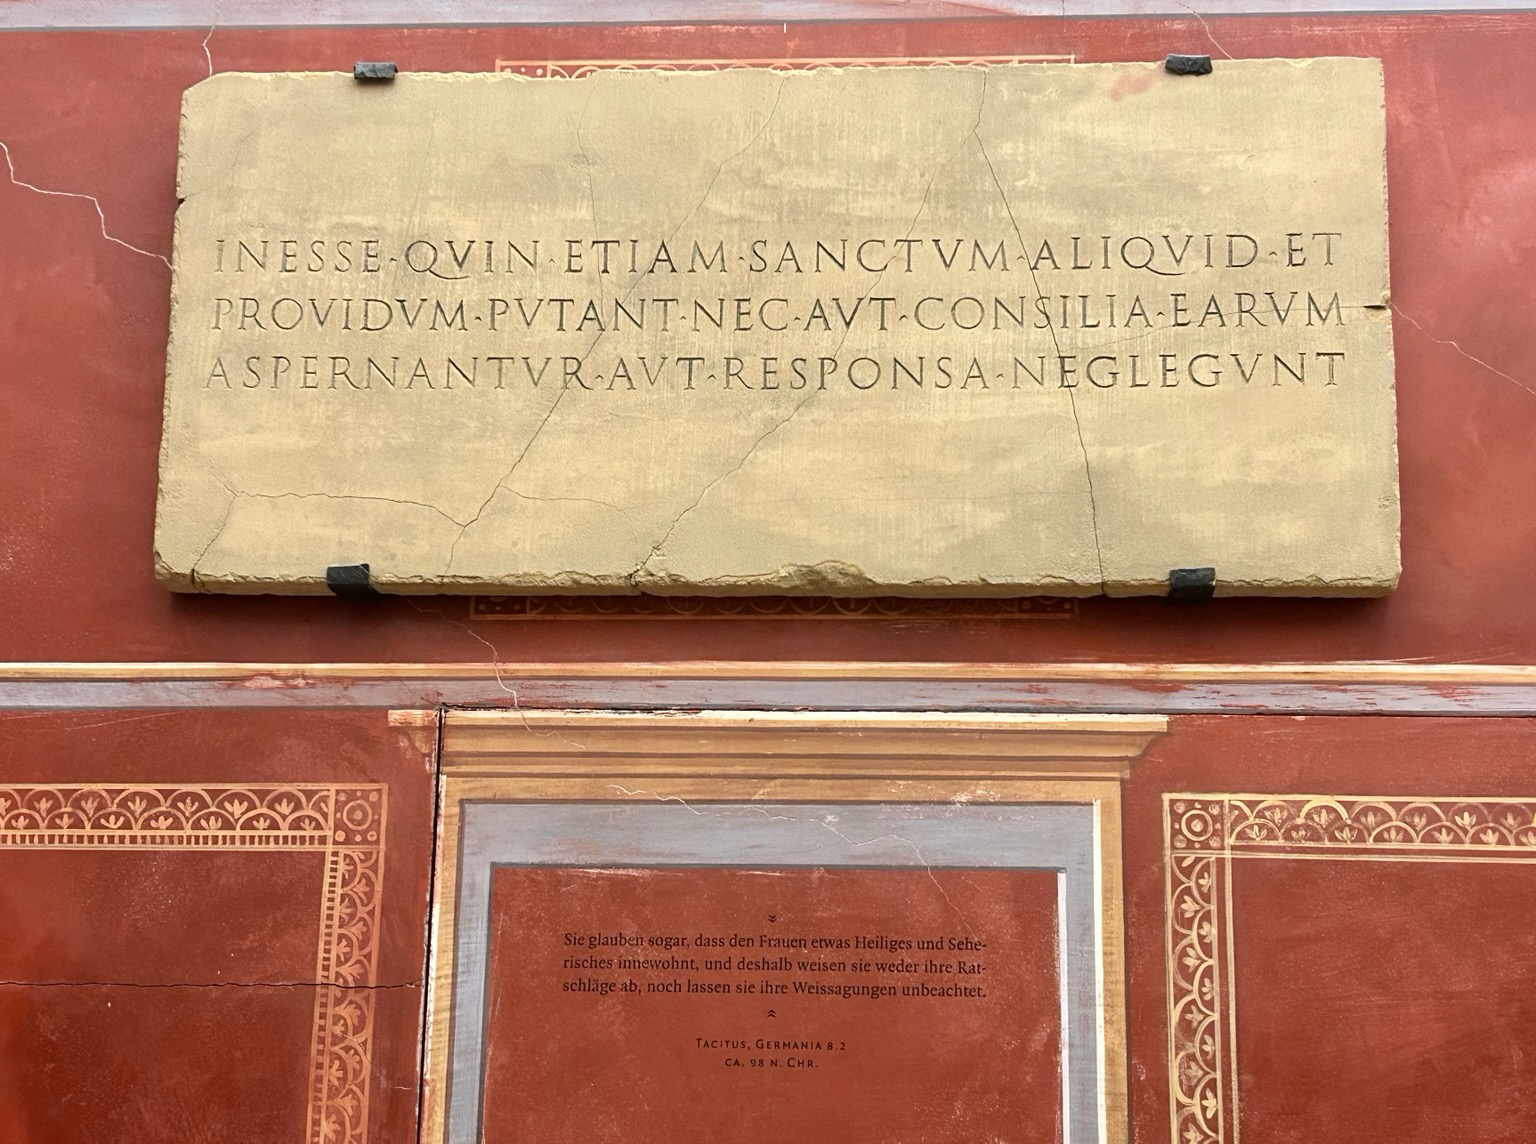 INESSE·QVIN·ETIAM·SANCTVM·ALIQVID·ET
PROVIDVM·PVTANT·NEC·AVT·CONSILIA·EARVM
ASPERNANTVR·AVT·RESPONSA·NEGLEGVNT
Sie glauben sogar, dass den Frauen etwas Heiliges und Sehe-
risches innewohnt, und deshalb weisen sie weder ihre Rat-
schläge ab, noch lassen sie ihre Weissagungen unbeachtet.
TACITUS, GERMANIA 8.2
CA. 98 N. CHR.